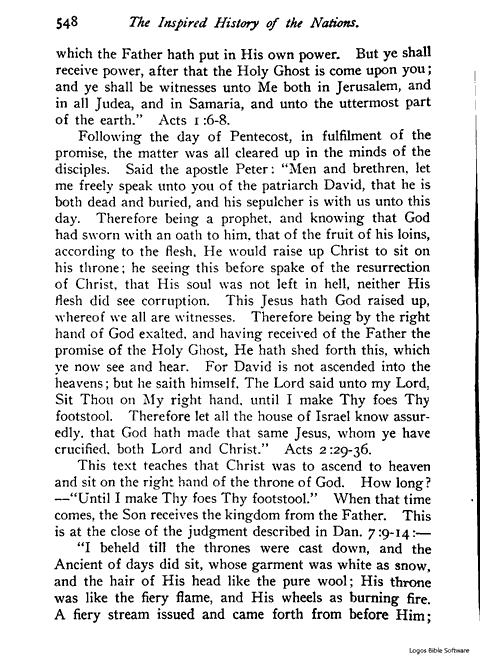 548 The Inspired History of the Nations.
which the Father hath put in His own power. But ye shall
receive power, after that the Holy Ghost is come upon you;
and ye shall be witnesses unto Me both in Jerusalem, and
in all Judea, and in Samaria, and unto the uttermost part
of the earth." Acts 1 :6-8.
Following the day of Pentecost, in fulfilment of the
promise, the matter was all cleared up in the minds of the
disciples. Said the apostle Peter: "Men and brethren, let
me freely speak unto you of the patriarch David, that he is
both dead and buried, and his sepulcher is with us unto this
day. Therefore being a prophet, and knowing that God
had sworn with an oath to him, that of the fruit of his loins,
according to the flesh, He would raise up Christ to sit on
his throne; he seeing this before spake of the resurrection
of Christ, that His soul was not left in hell, neither His
flesh did see corruption. This Jesus hath God raised up,
whereof we all are witnesses. Therefore being by the right
hand of God exalted, and having received of the Father the
promise of the Holy Ghost, He hath shed forth this, which
ye now see and hear. For David is not ascended into the
heavens; but he saith himself, The Lord said unto my Lord,
Sit Thou on My right hand, until I make Thy foes Thy
footstool. Therefore let all the house of Israel know assur-
edly, that God hath made that same Jesus, whom ye have
crucified, both Lord and Christ." Acts 2 :29-36.
This text teaches that Christ was to ascend to heaven
and sit on the right hand of the throne of God. How long?
—"Until I make Thy foes Thy footstool." When that time
comes, the Son receives the kingdom from the Father. This
is at the close of the judgment described in Dan. 7 :9-14 :—
"I beheld till the thrones were cast down, and the
Ancient of days did sit, whose garment was white as snow,
and the hair of His head like the pure wool; His throne
was like the fiery flame, and His wheels as burning fire.
A fiery stream issued and came forth from before Him;
Logos Bible Software